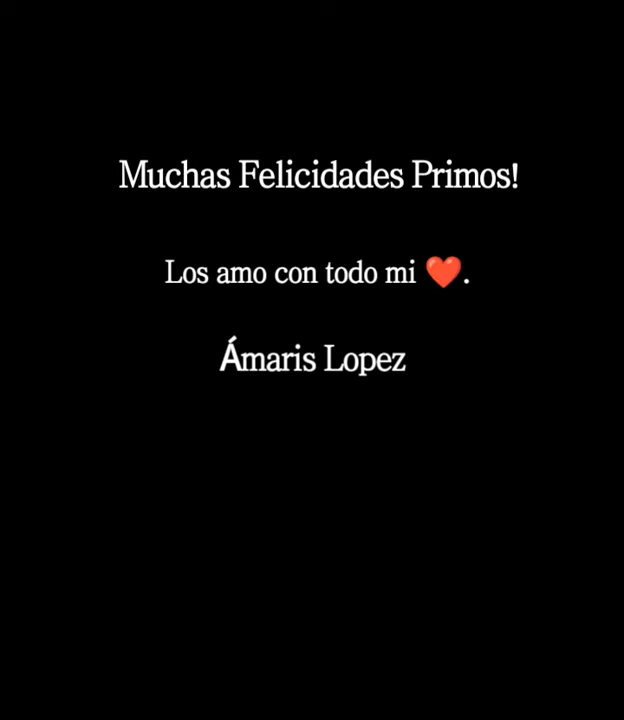 Muchas Felicidades Primos!
Los amo con todo mi ❤️.
Ámaris Lopez